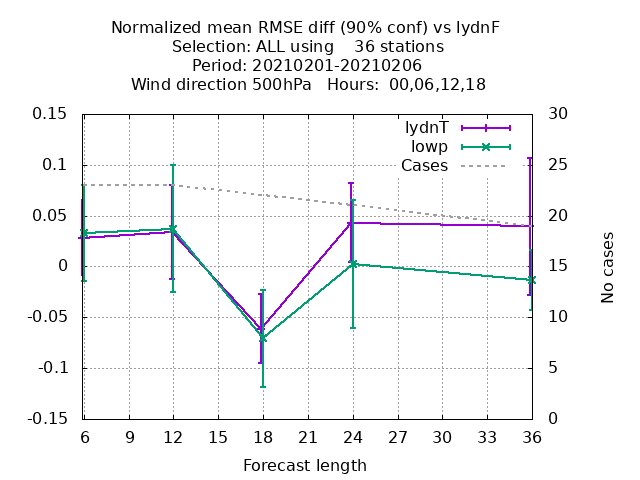 Normalized mean RMSE diff (90% conf) vs lydnF
Selection: ALL using    36 stations
Period: 20210201-20210206
Wind direction 500hPa   Hours:  00,06,12,18
0.15 30
lydnT
lowp
Cases
0.1 25
0.05 20
0 15
-0.05 10
-0.1 5
-0.15 0
No cases
6 9 12 15 18 21 24 27 30 33 36
Forecast length